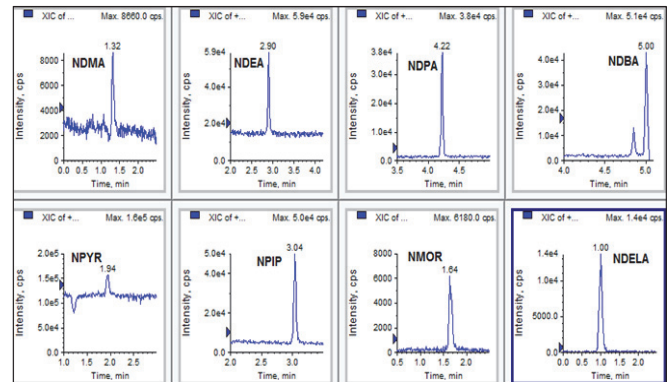 XIC of +... Max. 8660.0 cps.
1.32
NDMA
8000
6000
4000
2000
0
0.0 0.5 1.0 1.5 2.0
Time, min
Intensity, cps
XIC of +... Max. 5.9e4 cps.
2.90
NDEA
5.9e4
4.0e4
2.0e4
0.0
2.0 2.5 3.0 3.5 4.0
Time, min
Intensity, cps
XIC of ... Max. 3.8e4 cps.
4.22
NDPA
3.8e4
3.0e4
2.0e4
1.0e4
0.0
3.5 4.0 4.5
Time, min
Intensity, cps
XIC of ... Max. 5.1e4 cps.
5.00
NDBA
4.0e4
3.0e4
2.0e4
1.0e4
0.0
4.0 4.5 5.0
Time, min
Intensity, cps
XIC of +... Max. 1.6e5 cps.
1.94
NPYR
2.0e5
1.5e5
1.0e5
5.0e4
0.0
1.0 1.5 2.0 2.5
Time, min
Intensity, cps
XIC of +... Max. 5.0e4 cps.
3.04
NPIP
5.0e4
4.0e4
2.0e4
0.0
2.0 2.5 3.0
Time, min
Intensity, cps
XIC of ... Max. 6180.0 cps.
1.64
NMOR
8000
6000
4000
2000
0
0.5 1.0 1.5 2.0 2.5
Time, min
Intensity, cps
XIC of +... Max. 1.4e4 cps.
1.00
NDELA
1.4e4
1.0e4
5000.0
0.0
0.0 0.5 1.0 1.5 2.0
Time, min
Intensity, cps